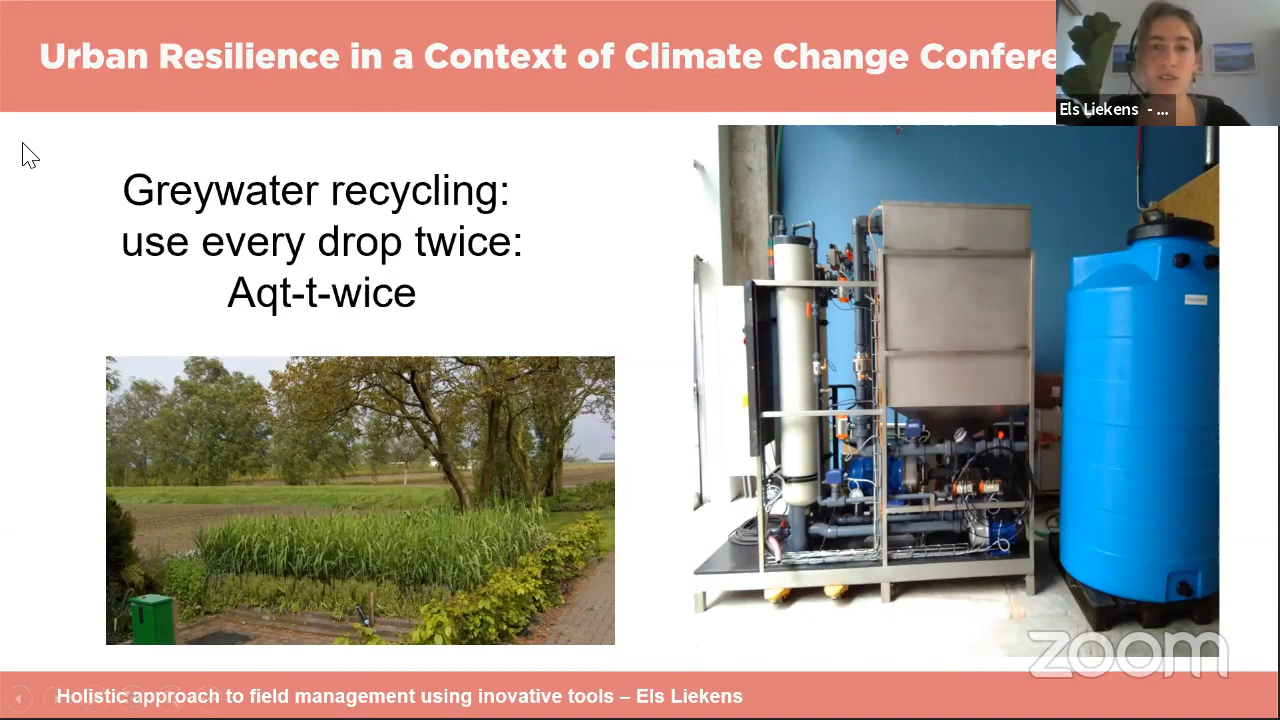 Urban Resilience in a Context of Climate Change Confere
Els Liekens - ...
Greywater recycling:
use every drop twice:
Aqt-t-wice
zoom
Holistic approach to field management using inovative tools – Els Liekens